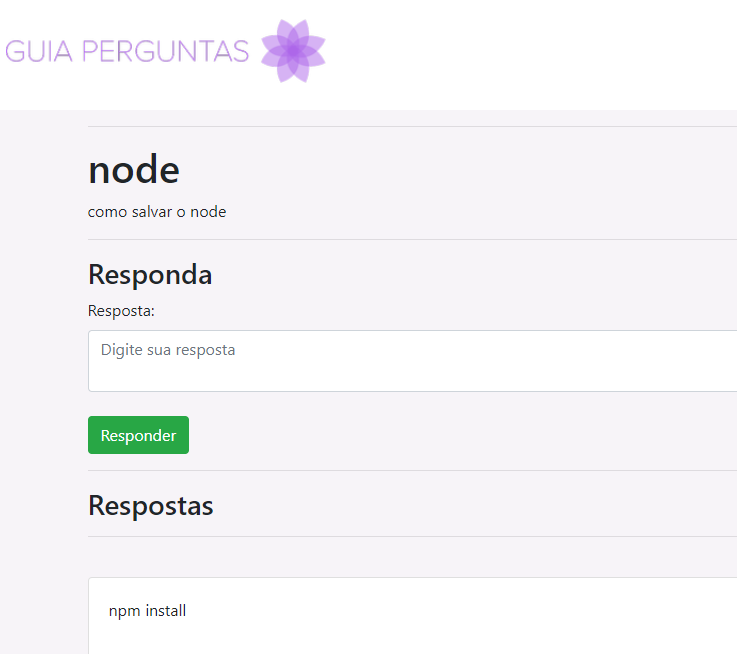 GUIA PERGUNTAS
node
como salvar o node
Responda
Resposta:
Digite sua resposta
Responder
Respostas
npm install